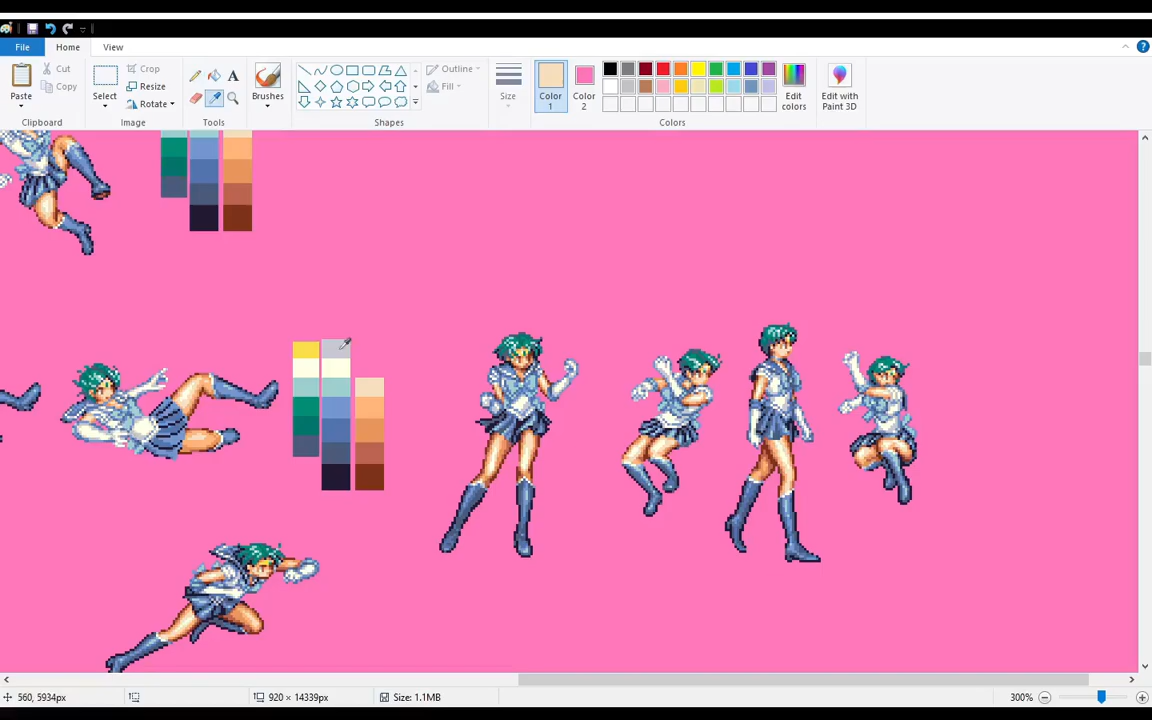 File
Home
View
Paste
Clipboard
Cut
Copy
Select
Crop
Resize
Rotate
Image
A
Tools
Brushes
Outline
Fill
Shapes
Size
Color
1
Color
2
Edit
colors
Colors
Edit with
Paint 3D
?
560, 5934px
920 × 14339px
Size: 1.1MB
300%